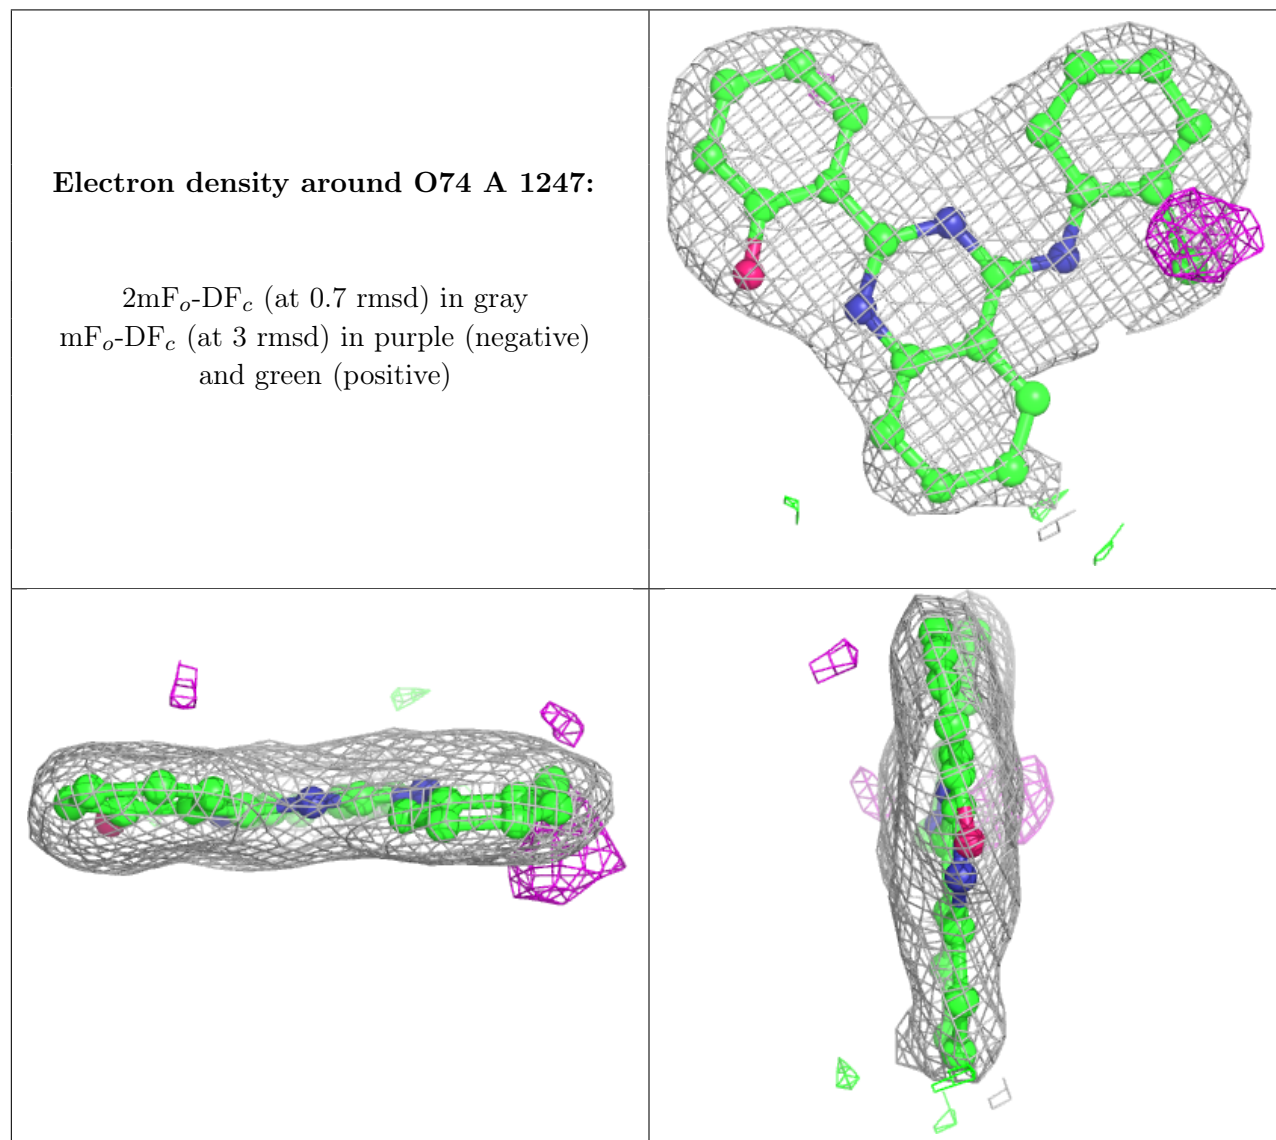 Electron density around O74 A 1247:
2mFₒ-DF𝒸 (at 0.7 rmsd) in gray
mFₒ-DF𝒸 (at 3 rmsd) in purple (negative)
and green (positive)